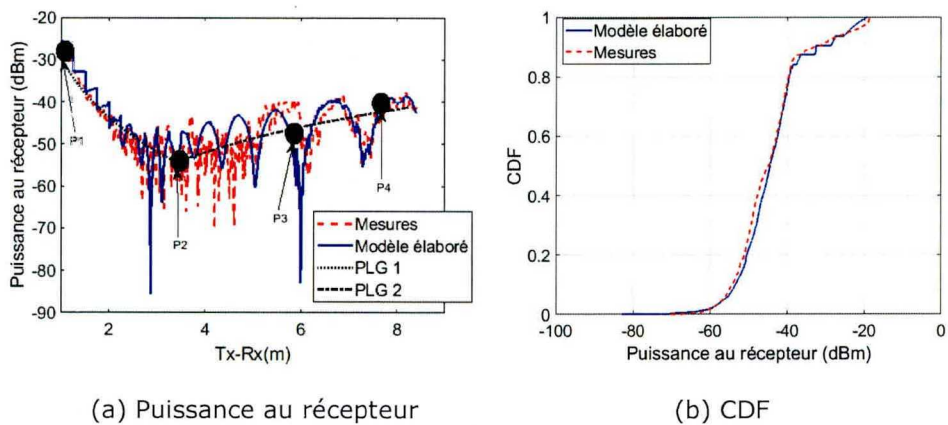 (a)
Puissance au récepteur (dBm)
-20
-30
-40
-50
-60
-70
-80
-90
P1
P2
P3
P4
Mesures
Modèle élaboré
PLG 1
PLG 2
2
4
6
8
Tx-Rx(m)
(a) Puissance au récepteur
(b)
CDF
1
0.8
0.6
0.4
0.2
0
Modèle élaboré
Mesures
-100
-80
-60
-40
-20
0
Puissance au récepteur (dBm)
(b) CDF